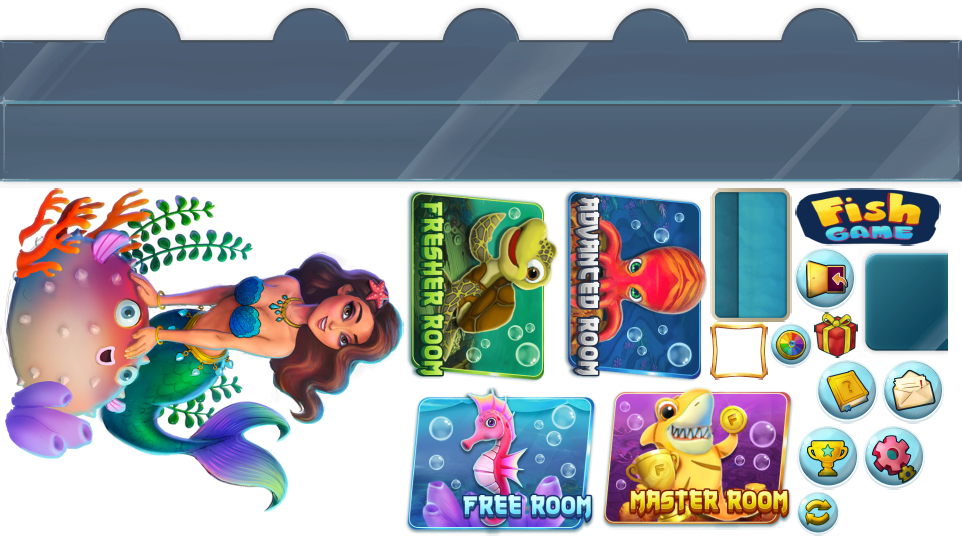 Fish
GAME
FRESHER ROOM
ADVANCED ROOM
FREE ROOM
MASTER ROOM
F
F
?